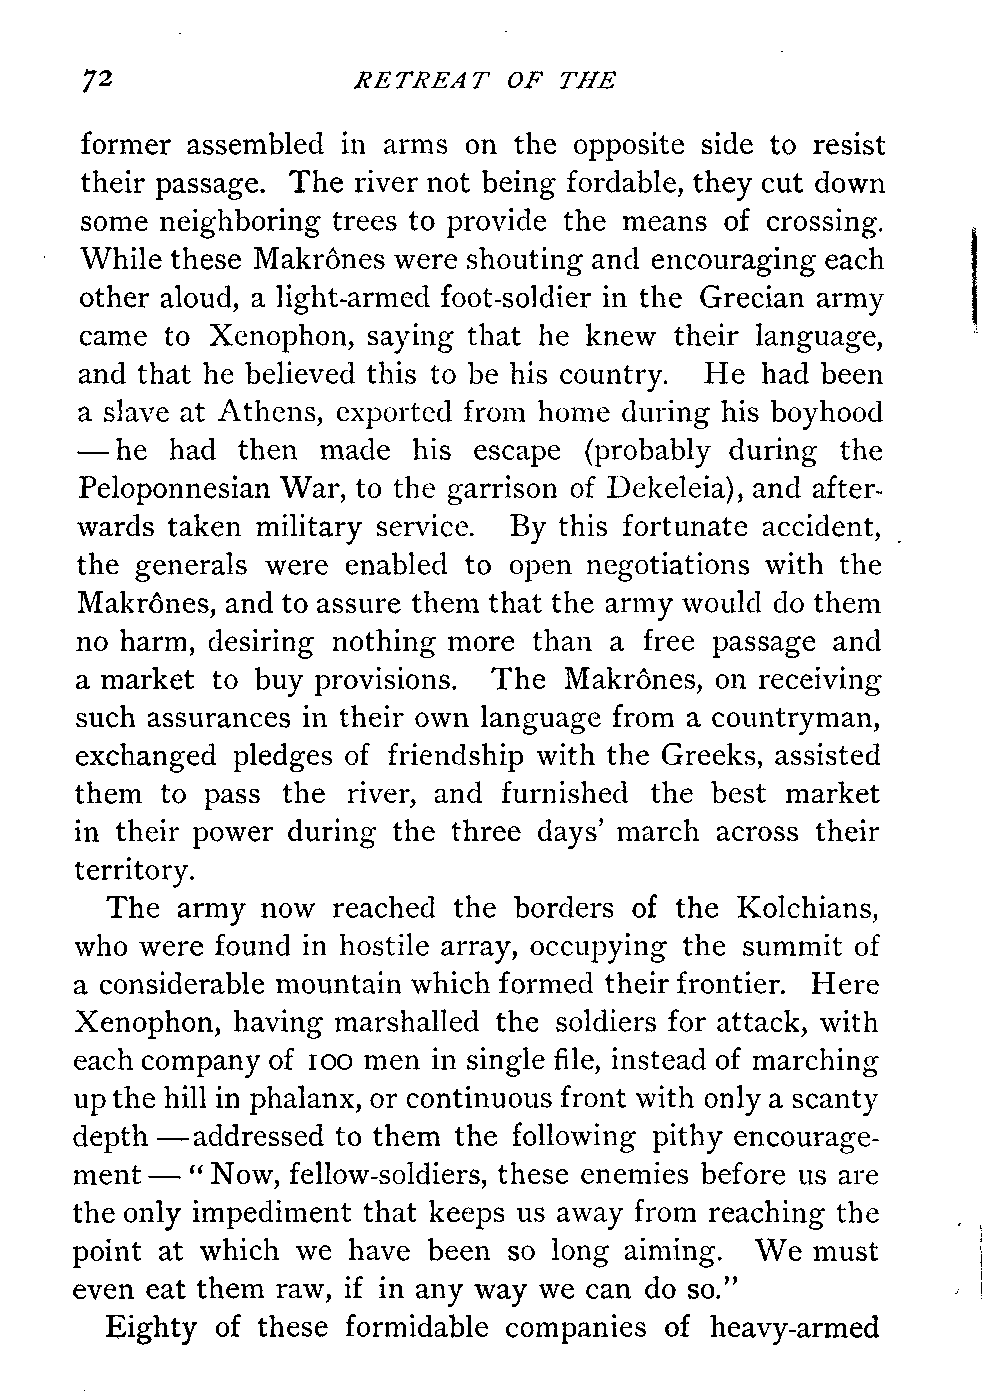 72 RETREAT OF THE
former assembled in arms on the opposite side to resist
their passage. The river not being fordable, they cut down
some neighboring trees to provide the means of crossing.
While these Makrônes were shouting and encouraging each
other aloud, a light-armed foot-soldier in the Grecian army
came to Xenophon, saying that he knew their language,
and that he believed this to be his country. He had been
a slave at Athens, exported from home during his boyhood
— he had then made his escape (probably during the
Peloponnesian War, to the garrison of Dekeleia), and after-
wards taken military service. By this fortunate accident,
the generals were enabled to open negotiations with the
Makrônes, and to assure them that the army would do them
no harm, desiring nothing more than a free passage and
a market to buy provisions. The Makrônes, on receiving
such assurances in their own language from a countryman,
exchanged pledges of friendship with the Greeks, assisted
them to pass the river, and furnished the best market
in their power during the three days' march across their
territory.
The army now reached the borders of the Kolchians,
who were found in hostile array, occupying the summit of
a considerable mountain which formed their frontier. Here
Xenophon, having marshalled the soldiers for attack, with
each company of 100 men in single file, instead of marching
up the hill in phalanx, or continuous front with only a scanty
depth — addressed to them the following pithy encourage-
ment — "Now, fellow-soldiers, these enemies before us are
the only impediment that keeps us away from reaching the
point at which we have been so long aiming. We must
even eat them raw, if in any way we can do so."
Eighty of these formidable companies of heavy-armed